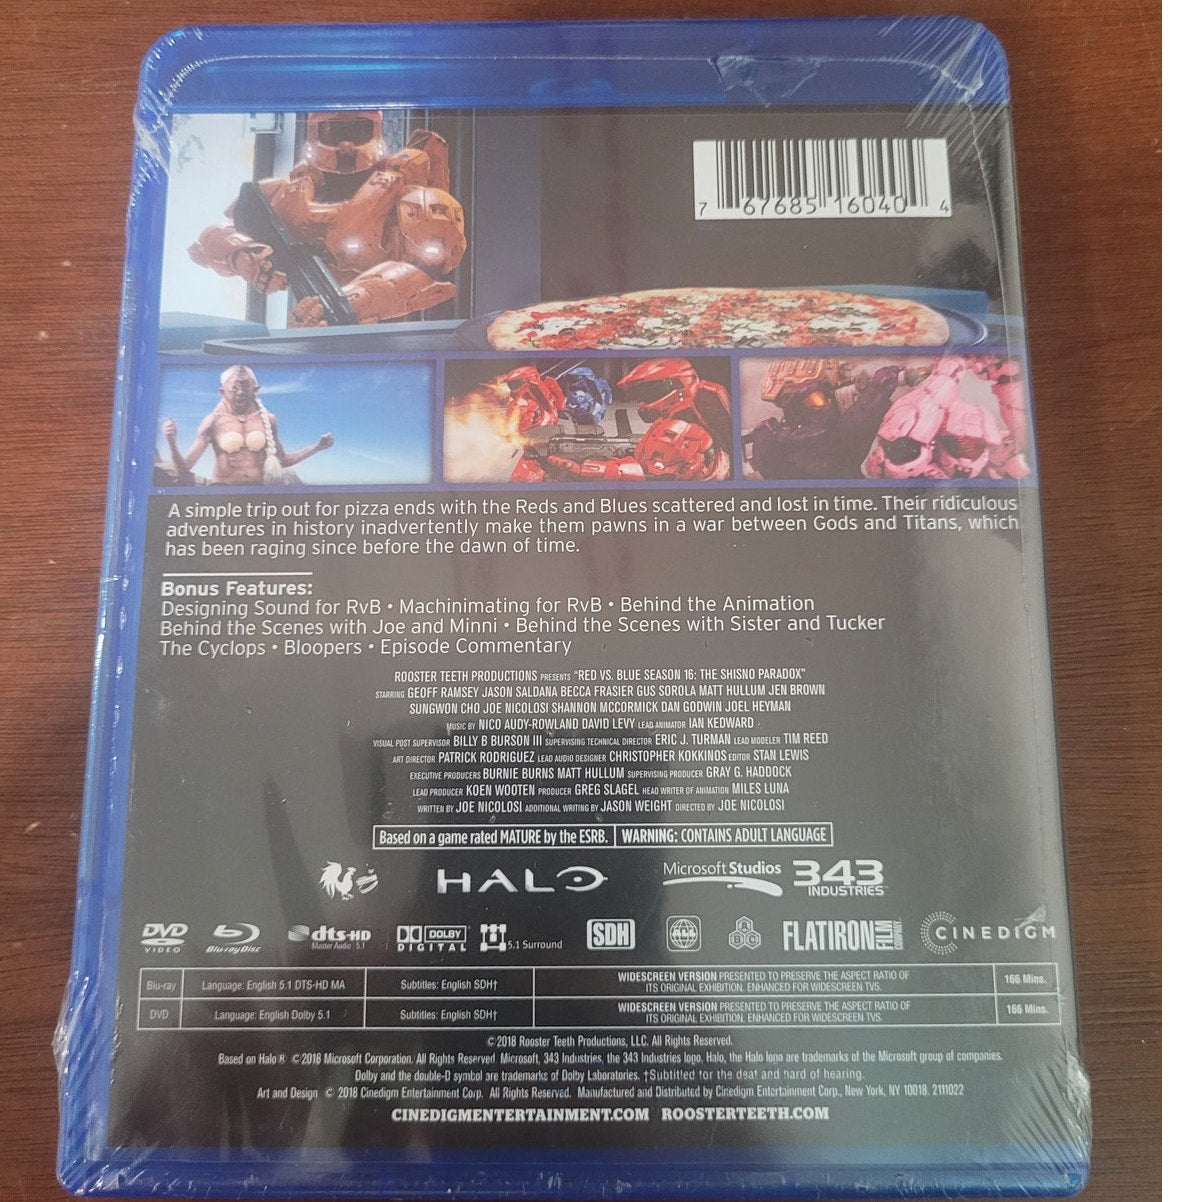 7 67685 16040 4
A simple trip out for pizza ends with the Reds and Blues scattered and lost in time. Their ridiculous
adventures in history inadvertently make them pawns in a war between Gods and Titans, which
has been raging since before the dawn of time.
Bonus Features:
Designing Sound for RvB • Machinimating for RvB • Behind the Animation
Behind the Scenes with Joe and Minni • Behind the Scenes with Sister and Tucker
The Cyclops • Bloopers • Episode Commentary
ROOSTER TEETH PRODUCTIONS PRESENTS "RED VS. BLUE SEASON 16: THE SHISNO PARADOX"
STARRING GEOFF RAMSEY JASON SALDANA BECCA FRASIER GUS SOROLA MATT HULLUM JEN BROWN
SUNGWON CHO JOE NICOLOSI SHANNON MCCORMICK DAN GODWIN JOEL HEYMAN
MUSIC BY NICO AUDY-ROWLAND DAVID LEVY LEAD ANIMATOR IAN KEDWARD
VISUAL POST SUPERVISOR BILLY B BURSON III SUPERVISING TECHNICAL DIRECTOR ERIC J. TURMAN LEAD MODELER TIM REED
ART DIRECTOR PATRICK RODRIGUEZ LEAD AUDIO DESIGNER CHRISTOPHER KOKKINOS EDITOR STAN LEWIS
EXECUTIVE PRODUCERS BURNIE BURNS MATT HULLUM SUPERVISING PRODUCER GRAY G. HADDOCK
LEAD PRODUCER KOEN WOOTEN PRODUCER GREG SLAGEL HEAD WRITER OF ANIMATION MILES LUNA
WRITTEN BY JOE NICOLOSI ADDITIONAL WRITING BY JASON WEIGHT DIRECTED BY JOE NICOLOSI
Based on a game rated MATURE by the ESRB. WARNING: CONTAINS ADULT LANGUAGE
HALO Microsoft Studios 343 INDUSTRIES
DVD VIDEO Blu-ray Disc dts-HD Master Audio 5.1 DOLBY DIGITAL 5.1 Surround SDH ALL ABC FLATIRON FILM COMPANY CINEDIGM
Blu-ray Language: English 5.1 DTS-HD MA Subtitles: English SDH† WIDESCREEN VERSION PRESENTED TO PRESERVE THE ASPECT RATIO OF 166 Mins.
ITS ORIGINAL EXHIBITION. ENHANCED FOR WIDESCREEN TVS.
DVD Language: English Dolby 5.1 Subtitles: English SDH† WIDESCREEN VERSION PRESENTED TO PRESERVE THE ASPECT RATIO OF 166 Mins.
ITS ORIGINAL EXHIBITION. ENHANCED FOR WIDESCREEN TVS.
© 2018 Rooster Teeth Productions, LLC. All Rights Reserved.
Based on Halo ® © 2018 Microsoft Corporation. All Rights Reserved Microsoft, 343 Industries, the 343 Industries logo, Halo, the Halo logo are trademarks of the Microsoft group of companies.
Dolby and the double-D symbol are trademarks of Dolby Laboratories. †Subtitled for the deaf and hard of hearing.
Art and Design © 2018 Cinedigm Entertainment Corp. All Rights Reserved. Manufactured and Distributed by Cinedigm Entertainment Corp., New York, NY 10018. 2111022
CINEDIGMENTERTAINMENT.COM ROOSTERTEETH.COM